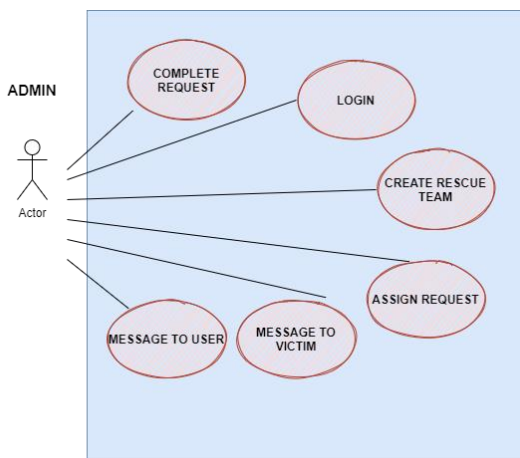 COMPLETE
REQUEST
ADMIN
LOGIN
CREATE RESCUE
TEAM
Actor
ASSIGN REQUEST
MESSAGE TO USER
MESSAGE TO
VICTIM